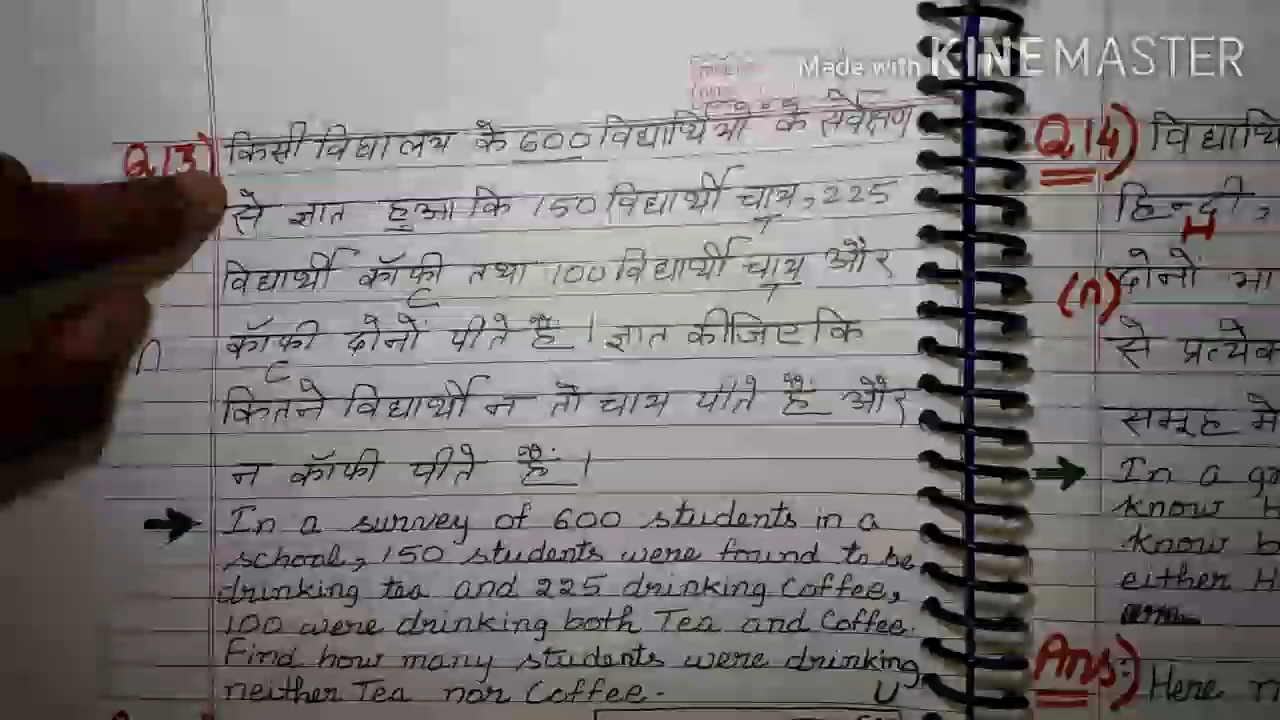 Made with KINEMASTER
Q.13) किसी विद्यालय के 600 विद्यार्थियों के सर्वेक्षण
से ज्ञात हुआ कि 150 विद्यार्थी चाय, 225
T
विद्यार्थी कॉफी तथा 100 विद्यार्थी चाय और
C T
कॉफी दोनों पीते हैं। ज्ञात कीजिए कि
∩ C
कितने विद्यार्थी न तो चाय पीते हैं और
न कॉफी पीते हैं।
→ In a survey of 600 students in a
school, 150 students were found to be
drinking tea and 225 drinking Coffee,
100 were drinking both Tea and Coffee.
Find how many students were drinking
neither Tea nor Coffee. U
Q.14) विद्यार्थि
हिन्दी,
H
(n) दोनों भा
से प्रत्येक
समूह मे
→ In a
know
know b
either H
Ans:) Here n